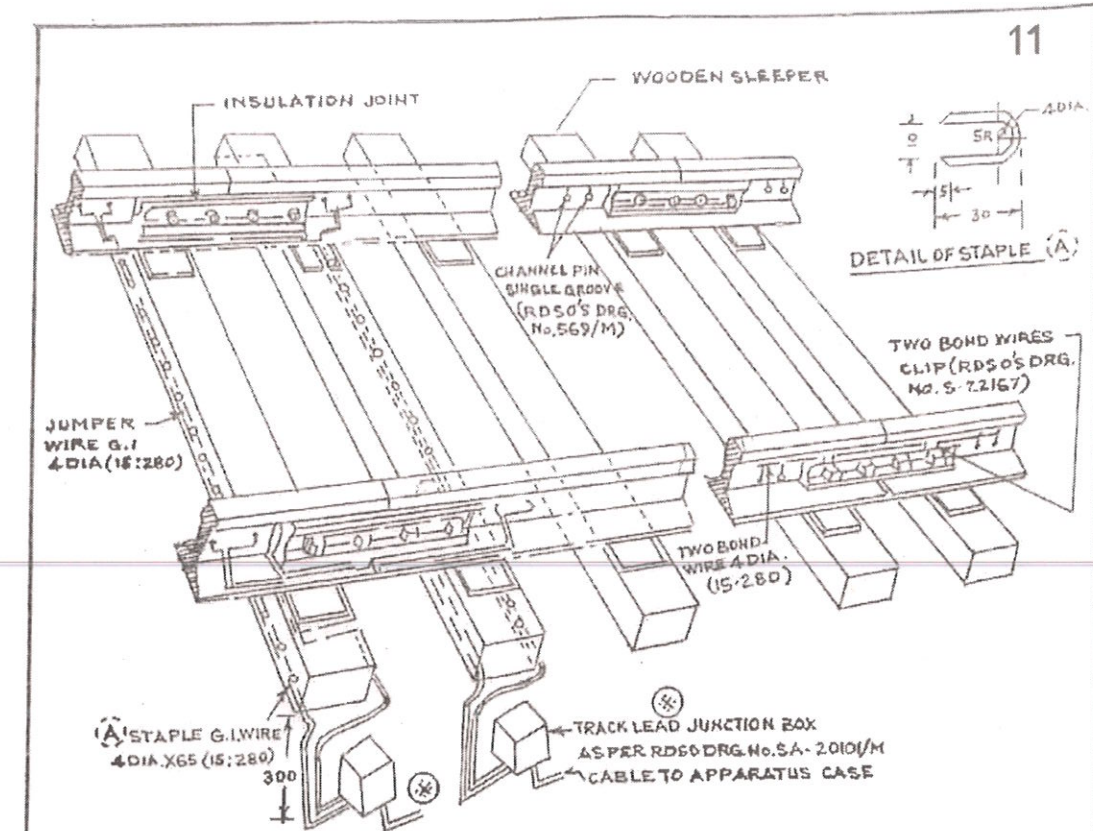 11
INSULATION JOINT
WOODEN SLEEPER
4DIA.
5R
10
5
30
DETAIL OF STAPLE (A)
CHANNEL PIN
SINGLE GROOVE
(RDSO'S DRG.
No.569/M)
TWO BOND WIRES
CLIP (RDSO'S DRG.
NO. S-22167)
JUMPER
WIRE G.I
4DIA (IS:280)
TWO BOND
WIRE 4 DIA.
(IS-280)
(A) STAPLE G.I. WIRE
4DIA.X65 (IS:280)
300
TRACK LEAD JUNCTION BOX
AS PER RDSO DRG. No. SA-20101/M
CABLE TO APPARATUS CASE